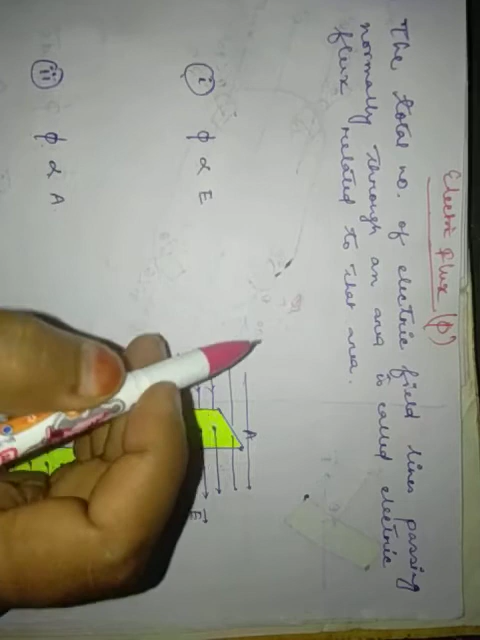 Electric flux (ϕ)
The total no. of electric field lines passing
normally through an area is called electric
flux related to that area.
(i) ϕ α E
(ii) ϕ α A
A
E